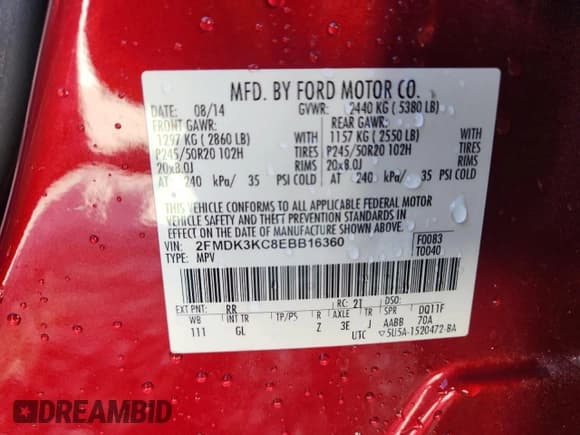 MFD. BY FORD MOTOR CO.
DATE: 08/14 GVWR: 2440 KG ( 5380 LB)
FRONT GAWR: REAR GAWR:
1297 KG ( 2860 LB) WITH 1157 KG ( 2550 LB) WITH
P245/50R20 102H TIRES P245/50R20 102H TIRES
20x8.0J RIMS 20x8.0J RIMS
AT 240 kPa/ 35 PSI COLD AT 240 kPa/ 35 PSI COLD
THIS VEHICLE CONFORMS TO ALL APPLICABLE FEDERAL MOTOR
VEHICLE SAFETY AND THEFT PREVENTION STANDARDS IN
EFFECT ON THE DATE OF MANUFACTURE SHOWN ABOVE.
VIN: 2FMDK3KC8EBB16360 F0083
TYPE: MPV T0040
EXT PNT: RR RC: 21 DSO:
WB INT TR TP/PS R AXLE TR SPR DQ11F
111 GL Z 3E J AABB 70A
UTC ▽5U5A-1520472-BA
DREAMBID